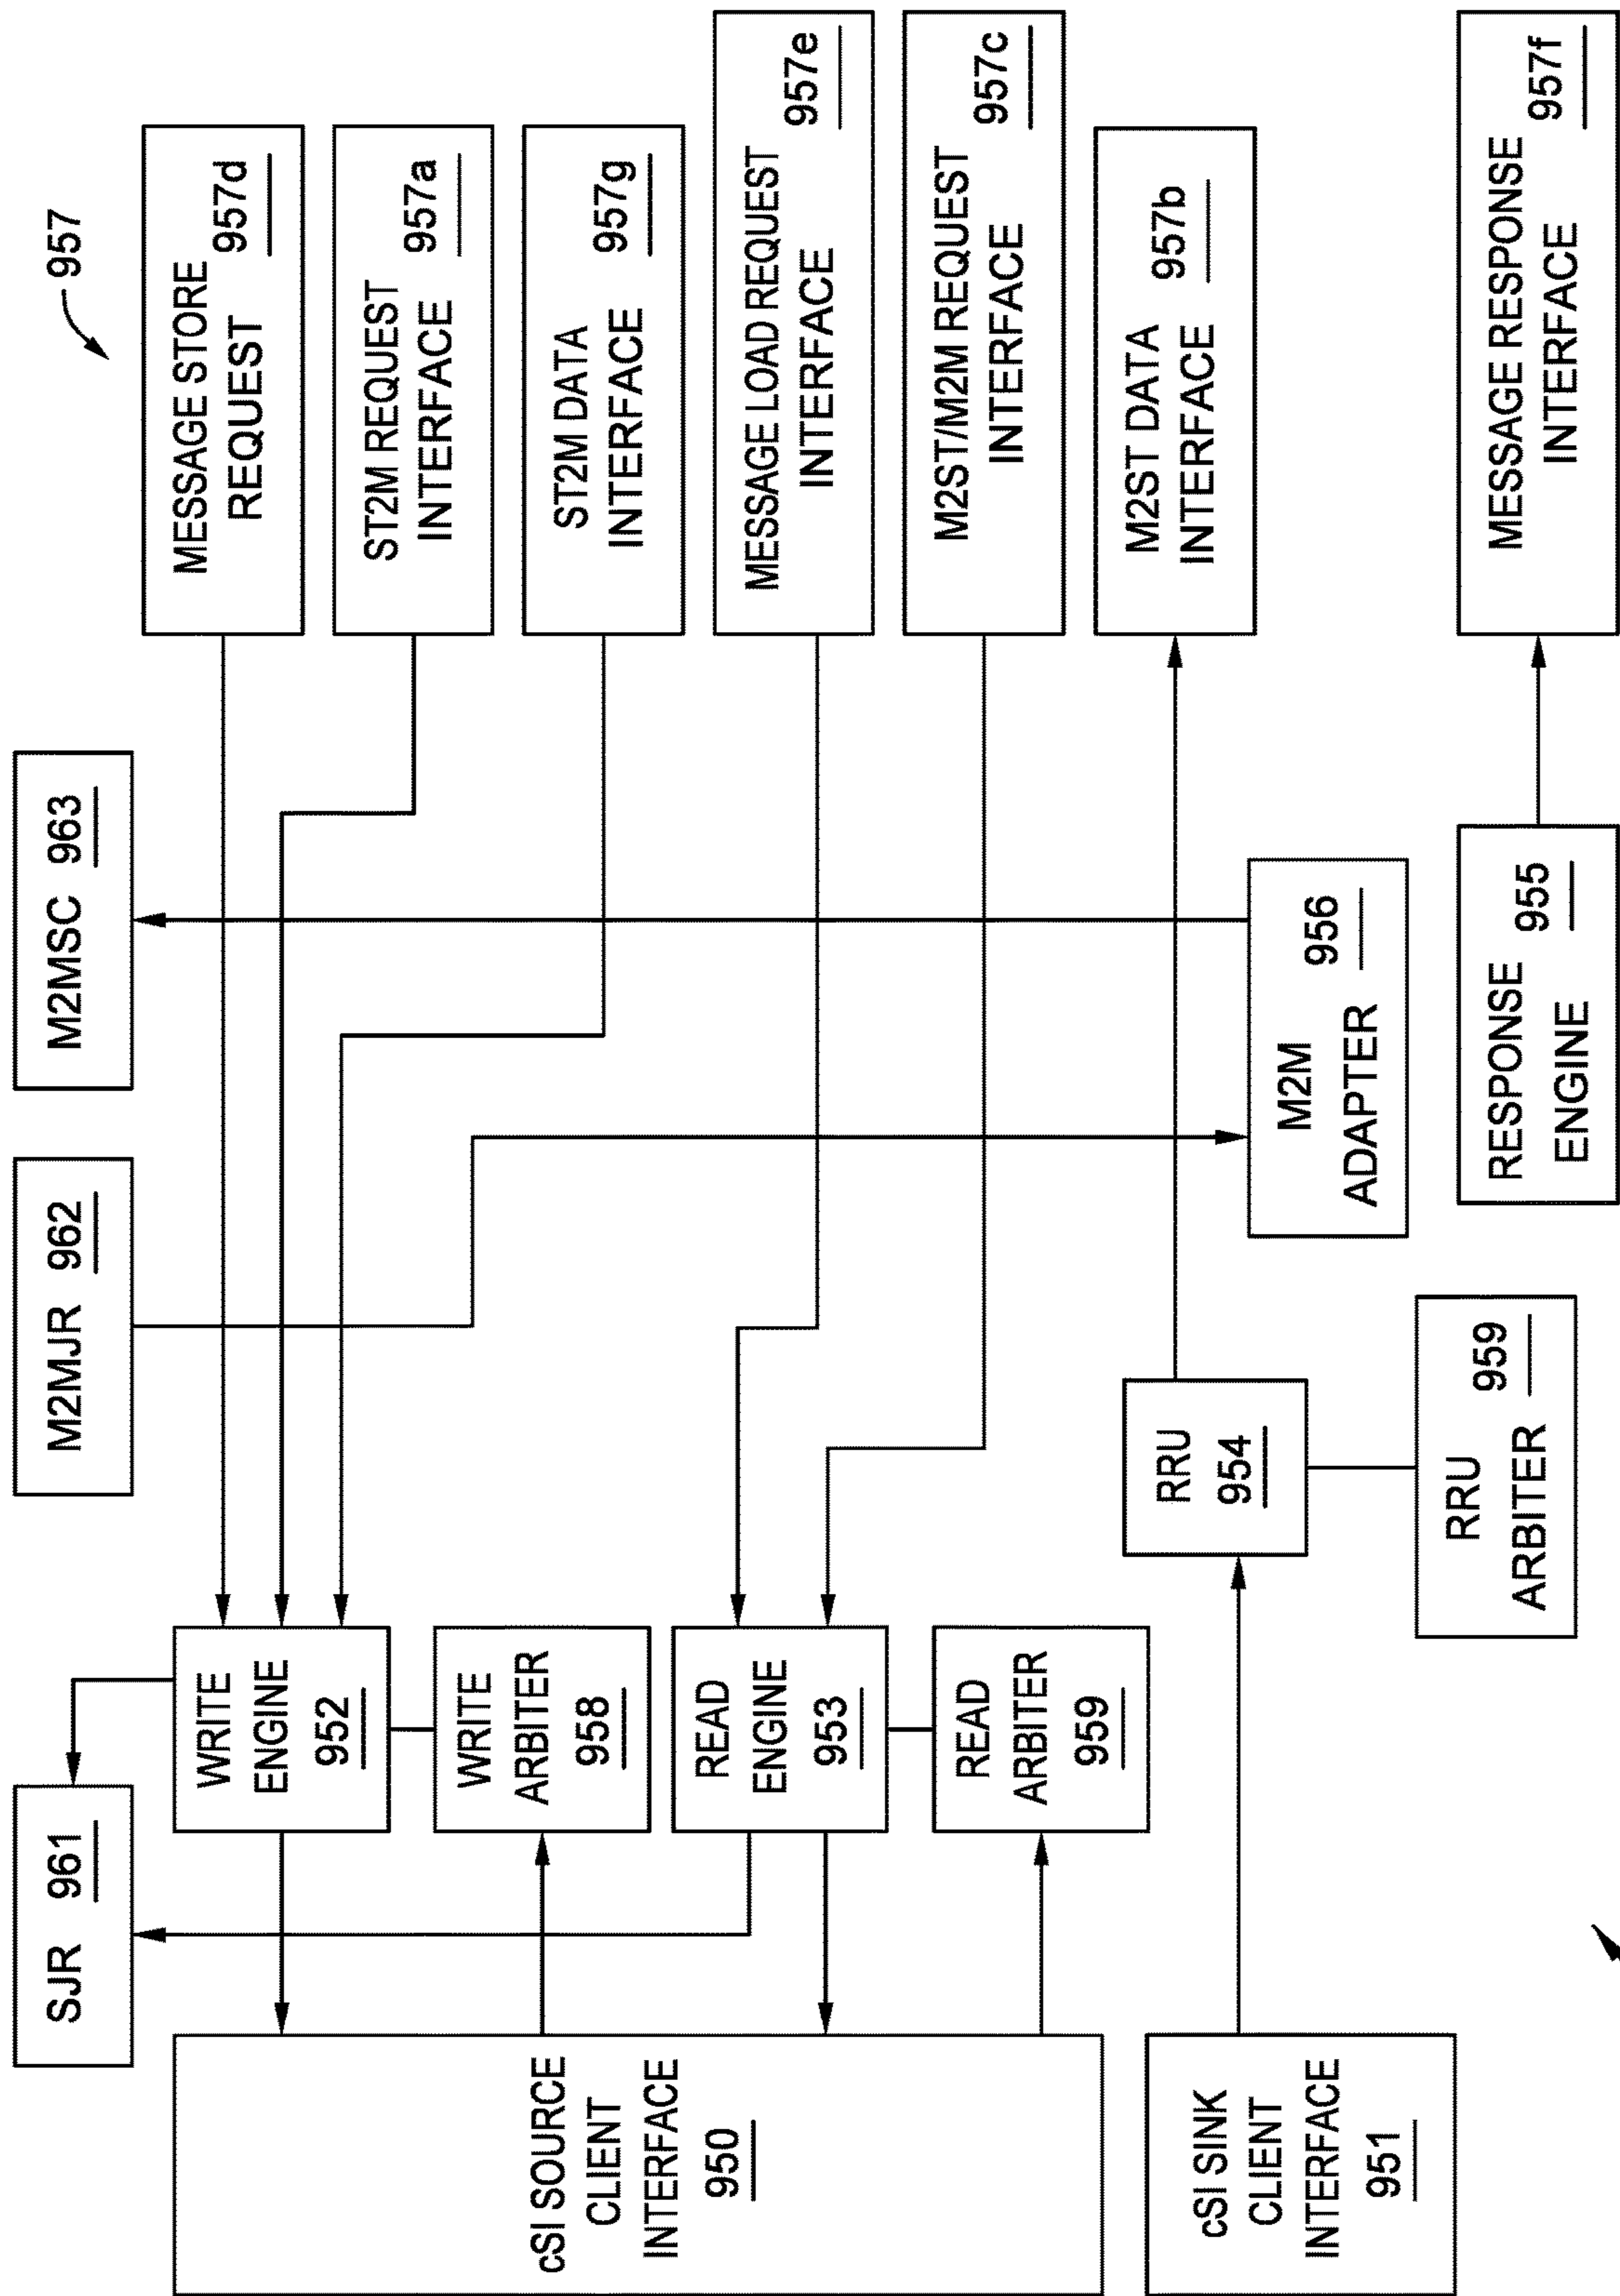 SJR 961
M2MJR 962
M2MSC 963
957
cSI SOURCE
CLIENT
INTERFACE
950
WRITE
ENGINE
952
WRITE
ARBITER
958
READ
ENGINE
953
READ
ARBITER
959
MESSAGE STORE
REQUEST 957d
ST2M REQUEST
INTERFACE 957a
ST2M DATA
INTERFACE 957g
MESSAGE LOAD REQUEST
INTERFACE 957e
M2ST/M2M REQUEST
INTERFACE 957c
M2ST DATA
INTERFACE 957b
cSI SINK
CLIENT
INTERFACE
951
RRU
954
RRU
ARBITER 959
M2M
ADAPTER 956
RESPONSE
ENGINE 955
MESSAGE RESPONSE
INTERFACE 957f